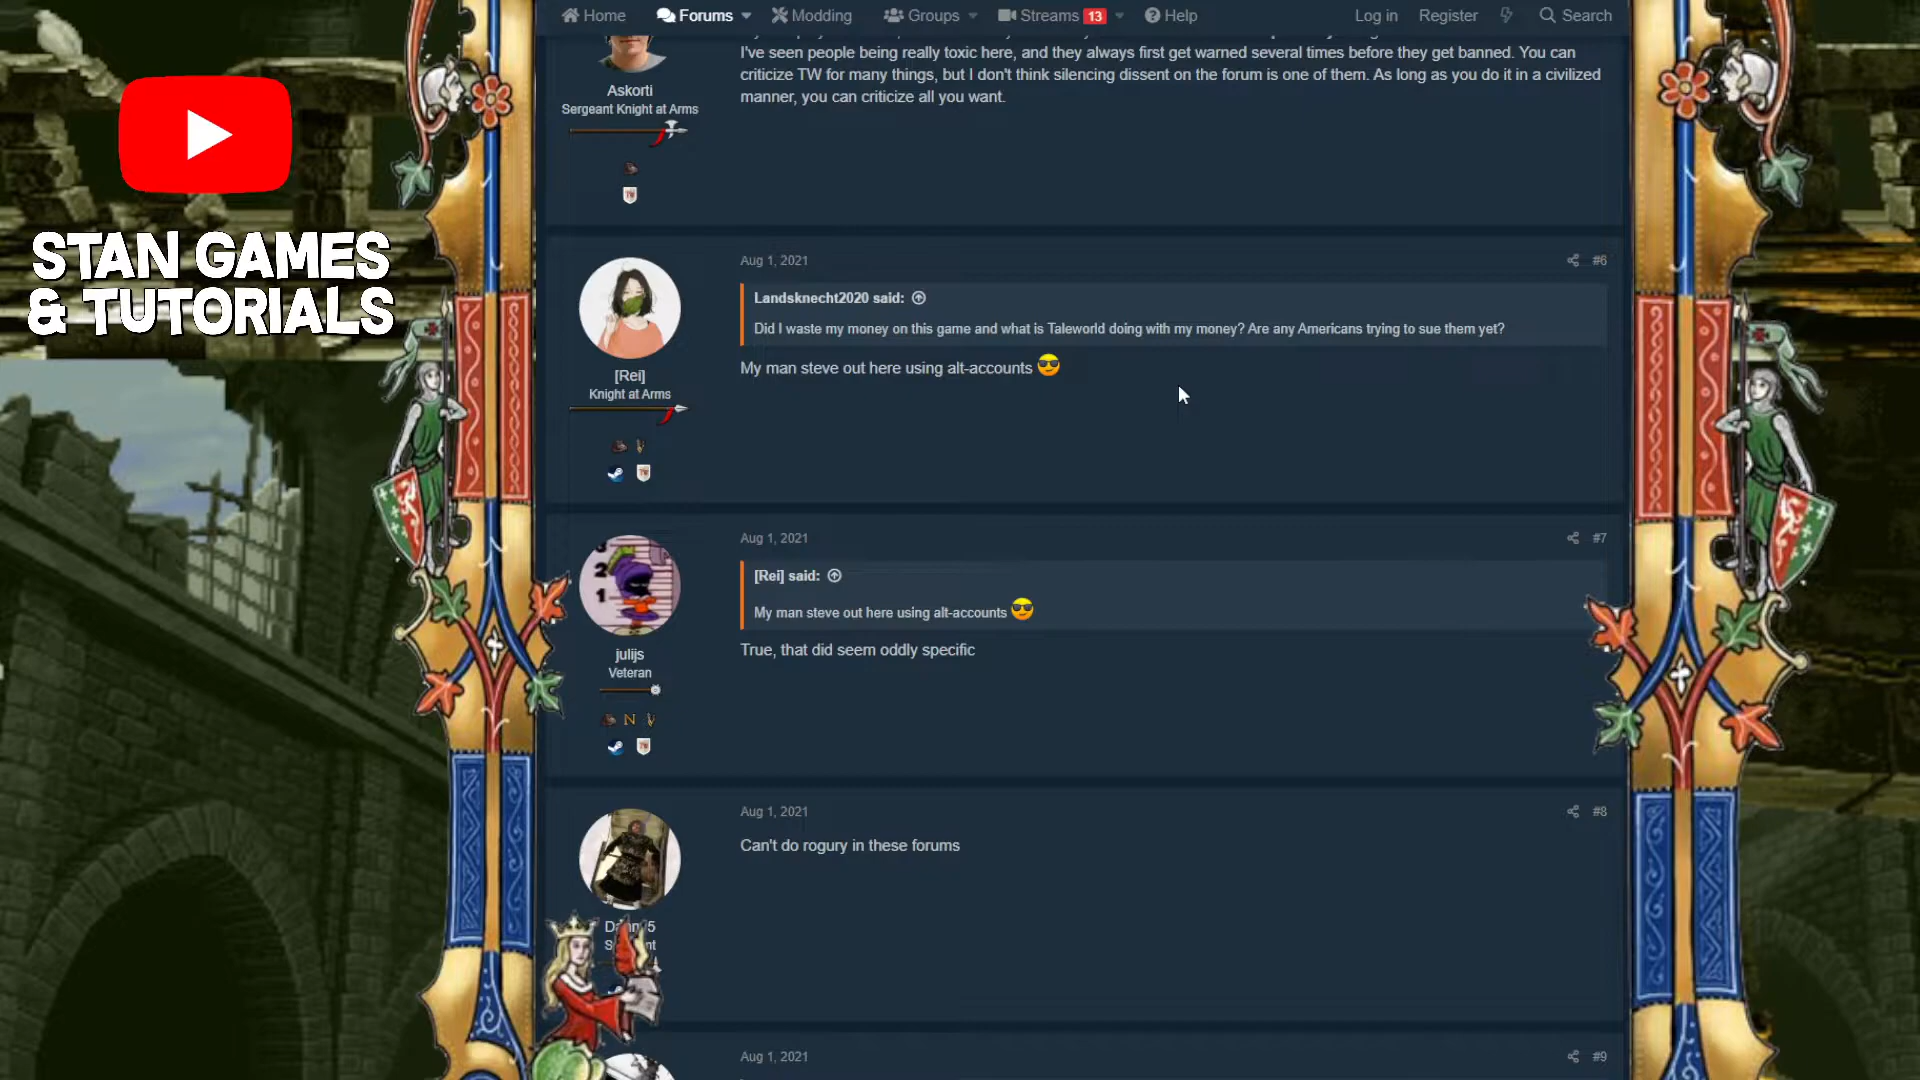 Home
Forums
Modding
Groups
Streams 13
Help
Log in
Register
Search
I've seen people being really toxic here, and they always first get warned several times before they get banned. You can
criticize TW for many things, but I don't think silencing dissent on the forum is one of them. As long as you do it in a civilized
manner, you can criticize all you want.
Askorti
Sergeant Knight at Arms
STAN GAMES
& TUTORIALS
Aug 1, 2021
#6
Landsknecht2020 said:
Did I waste my money on this game and what is Taleworld doing with my money? Are any Americans trying to sue them yet?
My man steve out here using alt-accounts
[Rei]
Knight at Arms
Aug 1, 2021
#7
[Rei] said:
My man steve out here using alt-accounts
True, that did seem oddly specific
2
1
julijs
Veteran
N
Aug 1, 2021
#8
Can't do rogury in these forums
Aug 1, 2021
#9